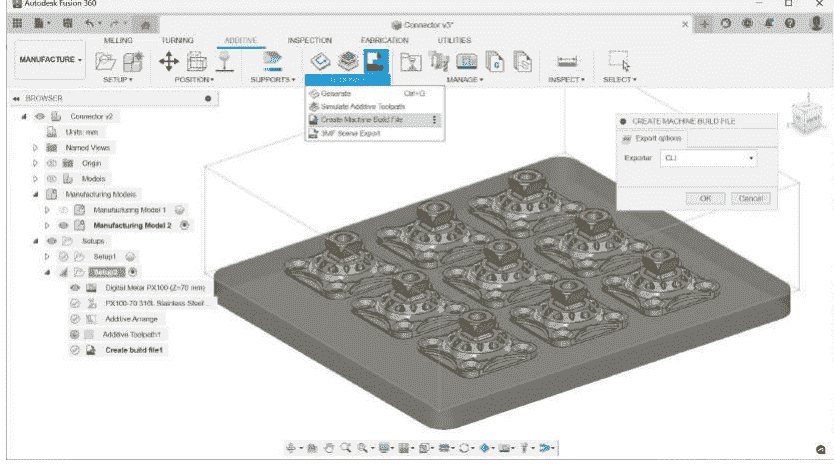 Autodesk Fusion 360
Connector v3*
MANUFACTURE
MILLING TURNING ADDITIVE INSPECTION FABRICATION UTILITIES
SETUP POSITION SUPPORTS MANAGE INSPECT SELECT
Generate Ctrl+G
Simulate Additive Toolpath
Create Machine Build File
3MF Scene Export
BROWSER
Connector v2
Units: mm
Named Views
Origin
Models
Manufacturing Models
Manufacturing Model 1
Manufacturing Model 2
Setups
Setup1
Setup2
Digital Metal PX100 (Z=70 mm)
PX100-70 316L Stainless Steel...
Additive Arrange
Additive Toolpath1
Create build file1
CREATE MACHINE BUILD FILE
Export options
Exporter CLI
OK Cancel